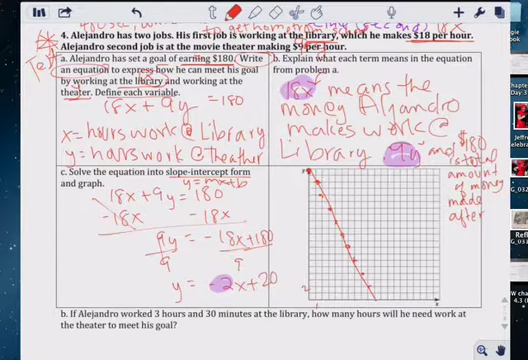 to get home
18x
4. Alejandro has two jobs. His first job is working at the library, which he makes $18 per hour.
Alejandro second job is at the movie theater making $9 per hour.
a. Alejandro has set a goal of earning $180. Write
an equation to express how he can meet his goal
by working at the library and working at the
theater. Define each variable.
18x + 9y = 180
x = hours work @ Library
y = hours work @ Theather
b. Explain what each term means in the equation
from problem a.
18x means the
money Aljandro
makes work @
Library 9y and $180
is total
amount
of money
made
after
c. Solve the equation into slope-intercept form
and graph.
y = mx + b
18x + 9y = 180
-18x -18x
9y = -18x + 180
9 9
y = -2x + 20
b. If Alejandro worked 3 hours and 30 minutes at the library, how many hours will he need work at
the theater to meet his goal?